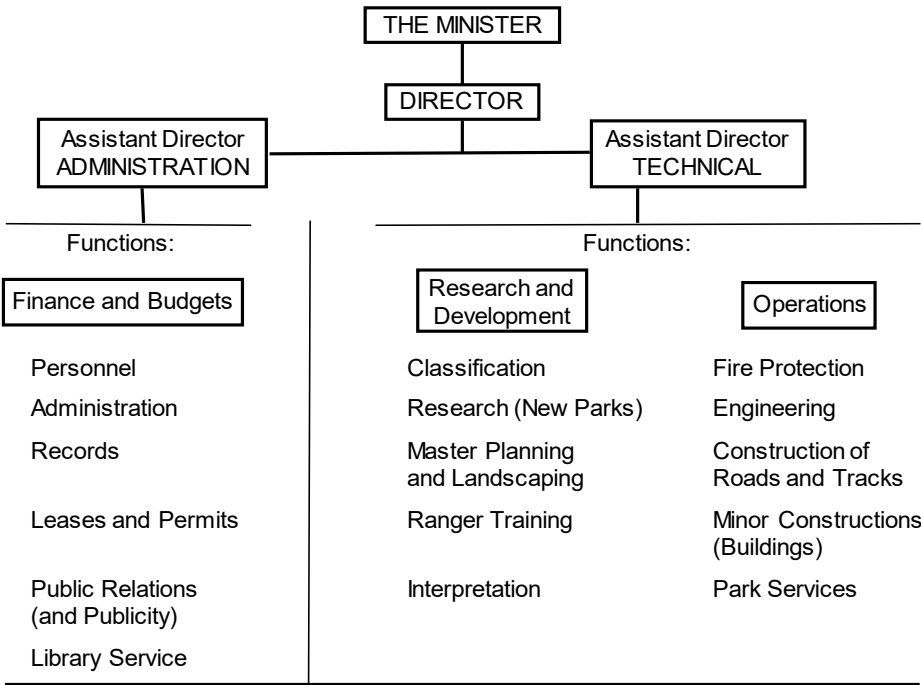 THE MINISTER
DIRECTOR
Assistant Director
ADMINISTRATION
Assistant Director
TECHNICAL
Functions:
Finance and Budgets
Personnel
Administration
Records
Leases and Permits
Public Relations
(and Publicity)
Library Service
Functions:
Research and
Development
Classification
Research (New Parks)
Master Planning
and Landscaping
Ranger Training
Interpretation
Operations
Fire Protection
Engineering
Construction of
Roads and Tracks
Minor Constructions
(Buildings)
Park Services